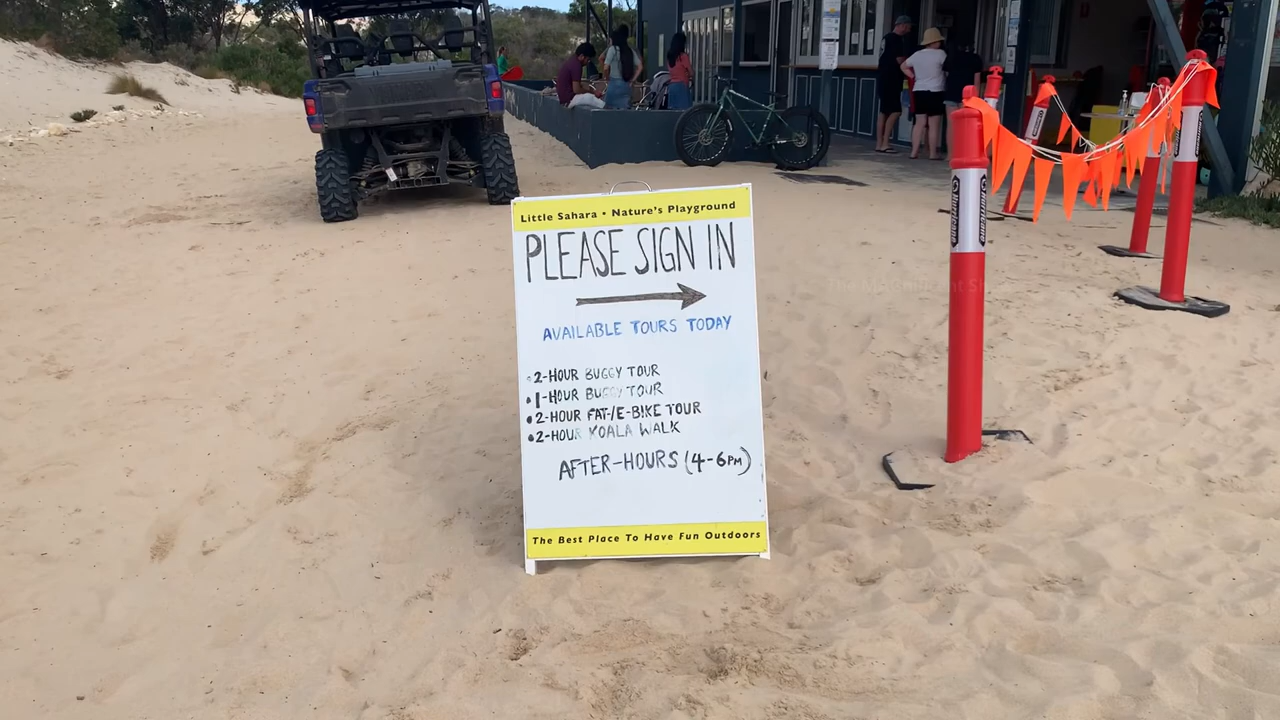 Little Sahara • Nature's Playground
PLEASE SIGN IN
AVAILABLE TOURS TODAY
• 2-HOUR BUGGY TOUR
• 1-HOUR BUGGY TOUR
• 2-HOUR FAT-/E-BIKE TOUR
• 2-HOUR KOALA WALK
AFTER-HOURS (4-6PM)
The Best Place To Have Fun Outdoors
Hurricane
Hurricane